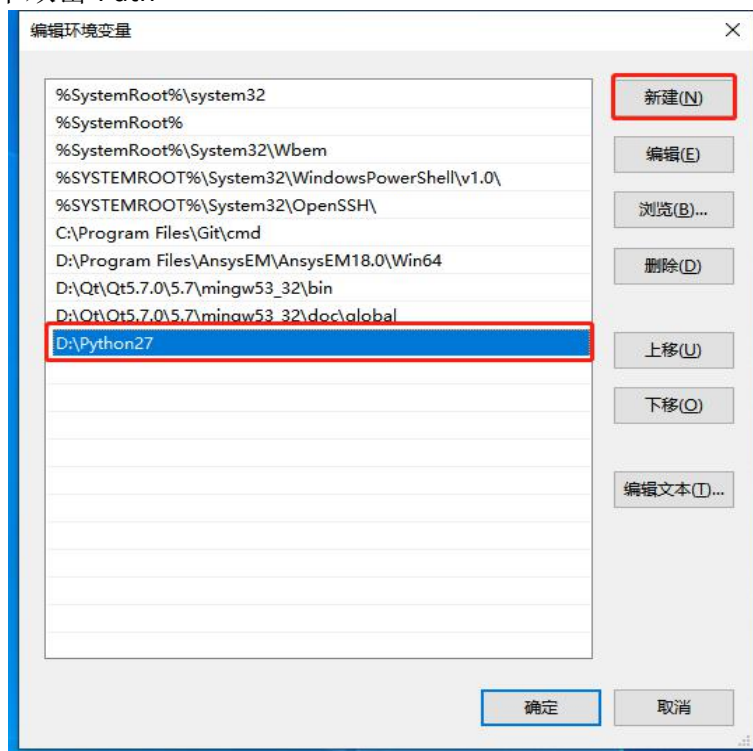 Path
编辑环境变量
%SystemRoot%\system32
%SystemRoot%
%SystemRoot%\System32\Wbem
%SYSTEMROOT%\System32\WindowsPowerShell\v1.0\
%SYSTEMROOT%\System32\OpenSSH\
C:\Program Files\Git\cmd
D:\Program Files\AnsysEM\AnsysEM18.0\Win64
D:\Qt\Qt5.7.0\5.7\mingw53_32\bin
D:\Qt\Qt5.7.0\5.7\mingw53_32\doc\global
D:\Python27
新建(N)
编辑(E)
浏览(B)...
删除(D)
上移(U)
下移(O)
编辑文本(T)...
确定
取消